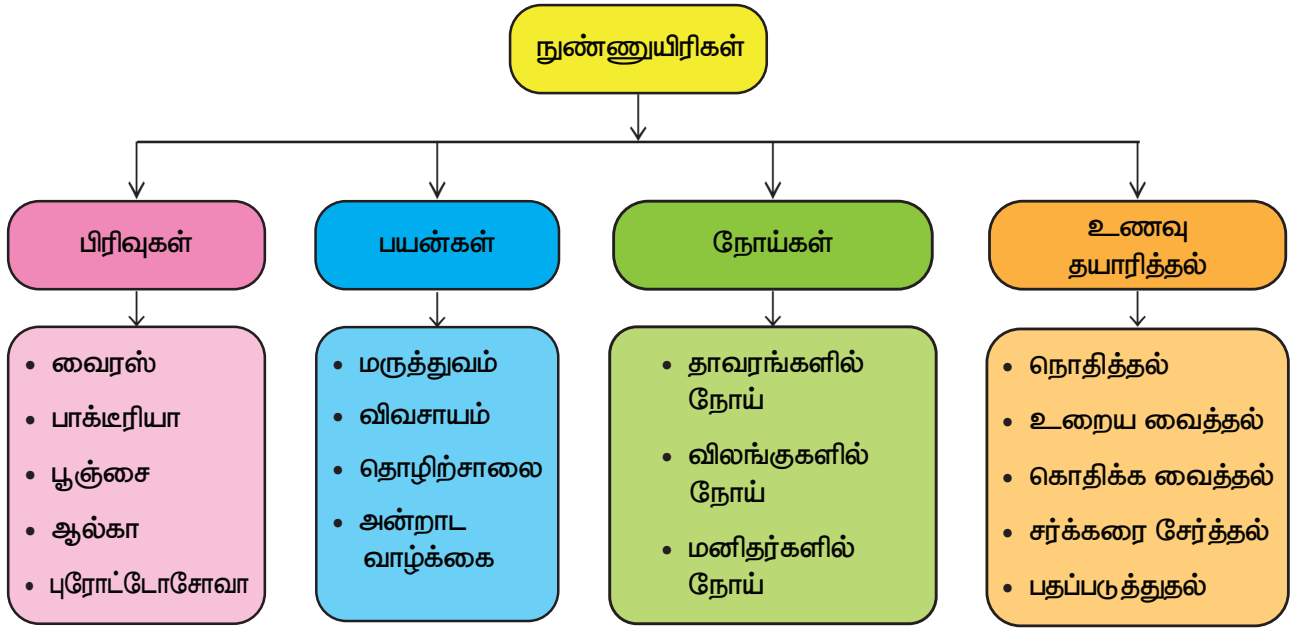 நுண்ணுயிரிகள்
பிரிவுகள்
• வைரஸ்
• பாக்டீரியா
• பூஞ்சை
• ஆல்கா
• புரோட்டோசோவா
பயன்கள்
• மருத்துவம்
• விவசாயம்
• தொழிற்சாலை
• அன்றாட
வாழ்க்கை
நோய்கள்
• தாவரங்களில்
நோய்
• விலங்குகளில்
நோய்
• மனிதர்களில்
நோய்
உணவு
தயாரித்தல்
• நொதித்தல்
• உறைய வைத்தல்
• கொதிக்க வைத்தல்
• சர்க்கரை சேர்த்தல்
• பதப்படுத்துதல்